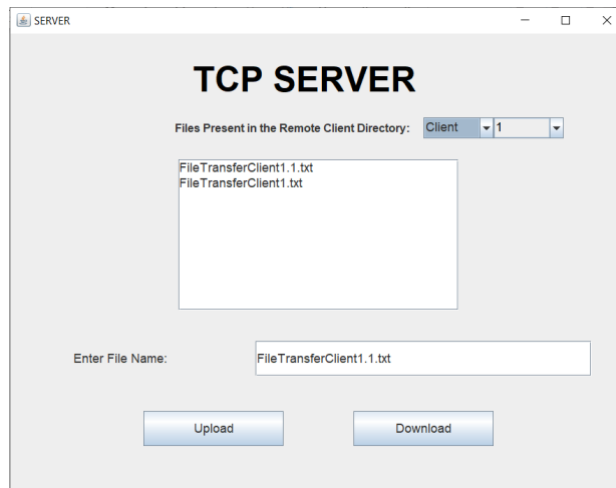 SERVER
TCP SERVER
Files Present in the Remote Client Directory: Client 1
FileTransferClient1.1.txt
FileTransferClient1.txt
Enter File Name: FileTransferClient1.1.txt
Upload Download